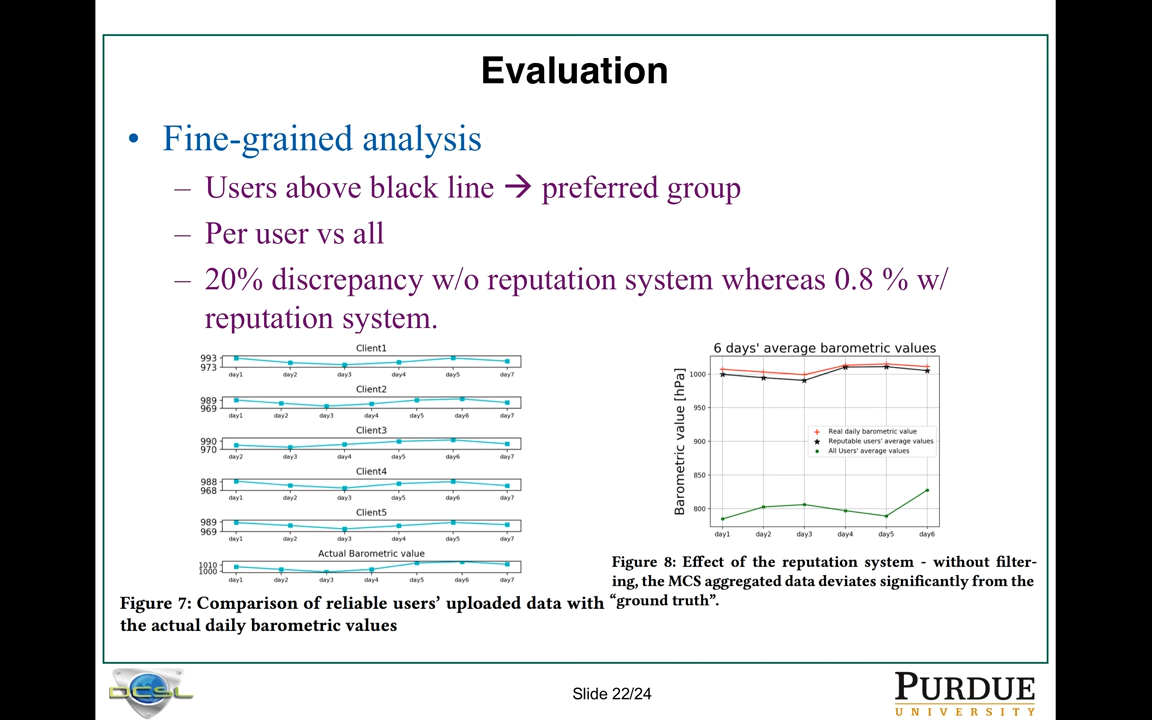 Evaluation
• Fine-grained analysis
– Users above black line → preferred group
– Per user vs all
– 20% discrepancy w/o reputation system whereas 0.8 % w/
reputation system.
Client1
993
973
day1 day2 day3 day4 day5 day7
Client2
989
969
day1 day2 day3 day4 day5 day6 day7
Client3
990
970
day2 day3 day4 day5 day6 day7
Client4
988
968
day1 day2 day3 day5 day6 day7
Client5
989
969
day1 day2 day3 day4 day5 day7
Actual Barometric value
1010
1000
day1 day2 day3 day4 day5 day6 day7
Figure 7: Comparison of reliable users’ uploaded data with
the actual daily barometric values
6 days' average barometric values
Barometric value [hPa]
1000
950
900
850
800
Real daily barometric value
Reputable users' average values
All Users' average values
day1 day2 day3 day4 day5 day6
Figure 8: Effect of the reputation system - without filter-
ing, the MCS aggregated data deviates significantly from the
“ground truth”.
DCSL
Slide 22/24
PURDUE
UNIVERSITY